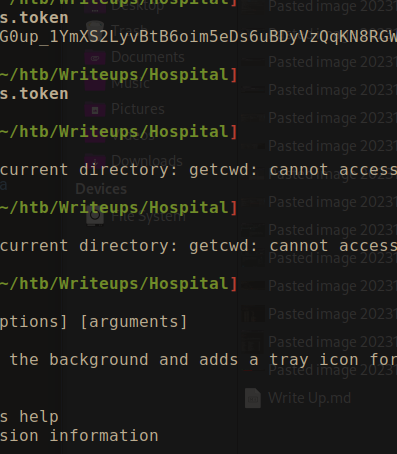 ~/htb/Writeups/Hospital]
s.token
G0up_1YmXS2LyvBtB6oim5eDs6uBDyVzQqKN8RGW
~/htb/Writeups/Hospital]
s.token
~/htb/Writeups/Hospital]
current directory: getcwd: cannot access
~/htb/Writeups/Hospital]
current directory: getcwd: cannot access
~/htb/Writeups/Hospital]
ptions] [arguments]
the background and adds a tray icon for
s help
sion information
Desktop
Documents
Music
Pictures
Downloads
Devices
File System
Pasted image 2023
Pasted image 2023
Pasted image 2023
Pasted image 2023
Pasted image 2023
Pasted image 2023
Pasted image 2023
Pasted image 2023
Pasted image 2023
Pasted image 2023
Pasted image 2023
Pasted image 2023
Pasted image 2023
Pasted image 2023
Write Up.md